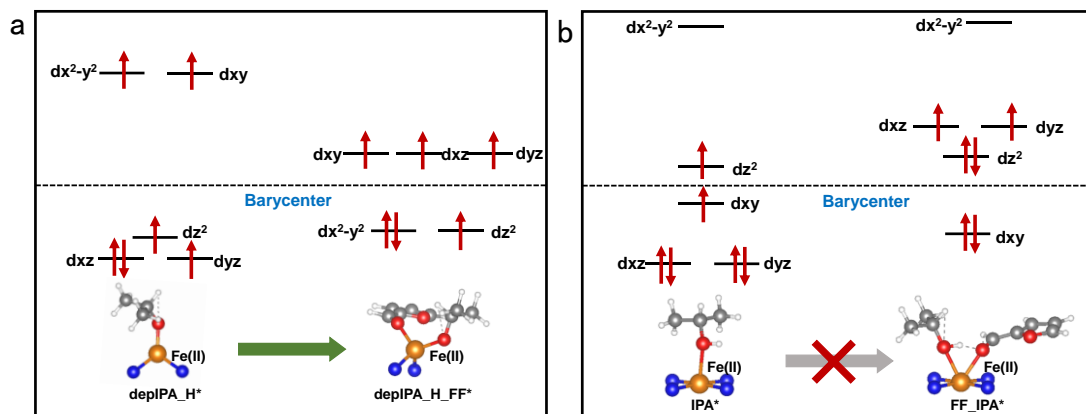 a
dx²-y²
dxy
dxy
dxz
dyz
Barycenter
dz²
dxz
dyz
dx²-y²
dz²
Fe(II)
Fe(II)
depIPA_H*
depIPA_H_FF*
b
dx²-y²
dx²-y²
dxz
dyz
dz²
dz²
Barycenter
dxy
dxy
dxz
dyz
Fe(II)
Fe(II)
IPA*
FF_IPA*